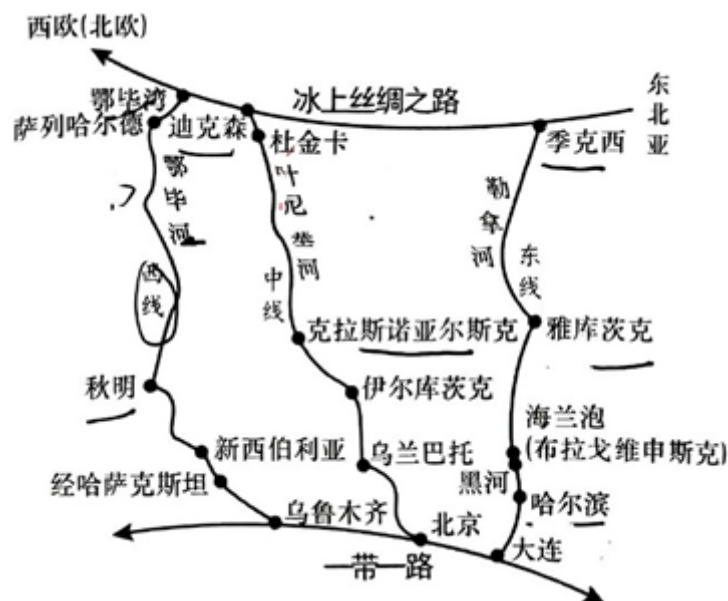 西欧(北欧)
冰上丝绸之路
东北亚
鄂毕湾
萨列哈尔德
迪克森
杜金卡
季克西
鄂毕河
叶尼塞河
勒拿河
西线
中线
东线
克拉斯诺亚尔斯克
雅库茨克
秋明
伊尔库茨克
海兰泡
(布拉戈维申斯克)
新西伯利亚
乌兰巴托
黑河
经哈萨克斯坦
哈尔滨
乌鲁木齐
北京
大连
一带一路